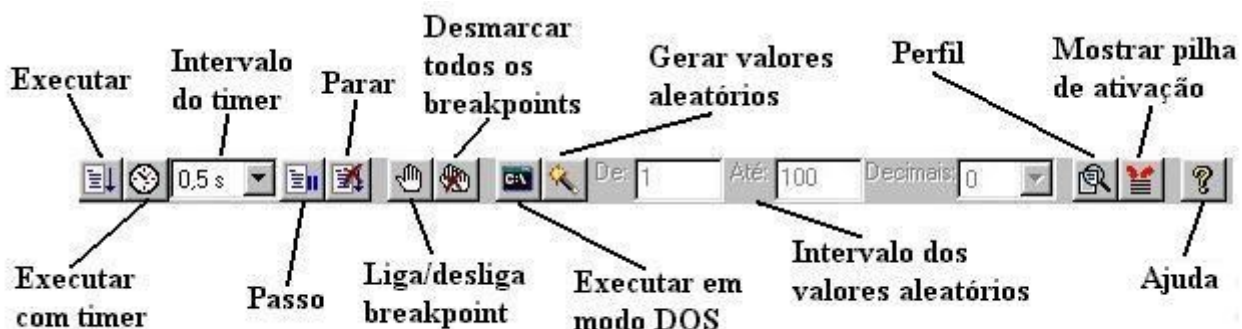 Executar
Intervalo
do timer
Parar
Desmarcar
todos os
breakpoints
Gerar valores
aleatórios
Perfil
Mostrar pilha
de ativação
0,5 s
C:\
De: 1
Até: 100
Decimais: 0
Executar
com timer
Passo
Liga/desliga
breakpoint
Executar em
modo DOS
Intervalo dos
valores aleatórios
Ajuda